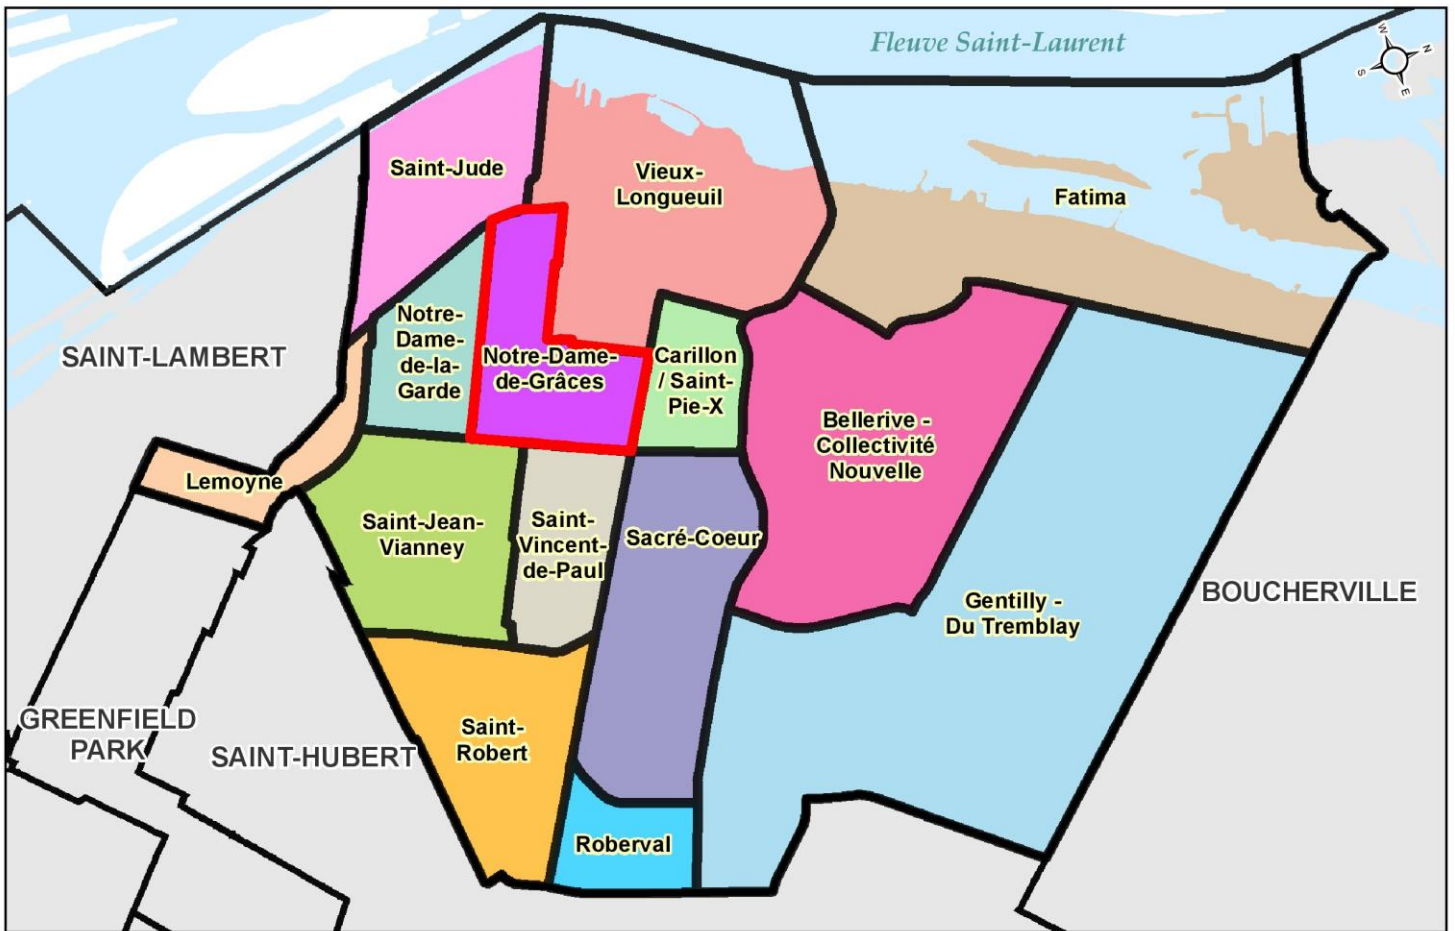 Fleuve Saint-Laurent
W
N
S
E
Saint-Jude
Vieux-
Longueuil
Fatima
Notre-
Dame-
de-la-
Garde
SAINT-LAMBERT
Notre-Dame-
de-Grâces
Carillon
/ Saint-
Pie-X
Bellerive -
Collectivité
Nouvelle
Lemoyne
Saint-Jean-
Vianney
Saint-
Vincent-
de-Paul
Sacré-Coeur
Gentilly -
Du Tremblay
BOUCHERVILLE
GREENFIELD
PARK
SAINT-HUBERT
Saint-
Robert
Roberval